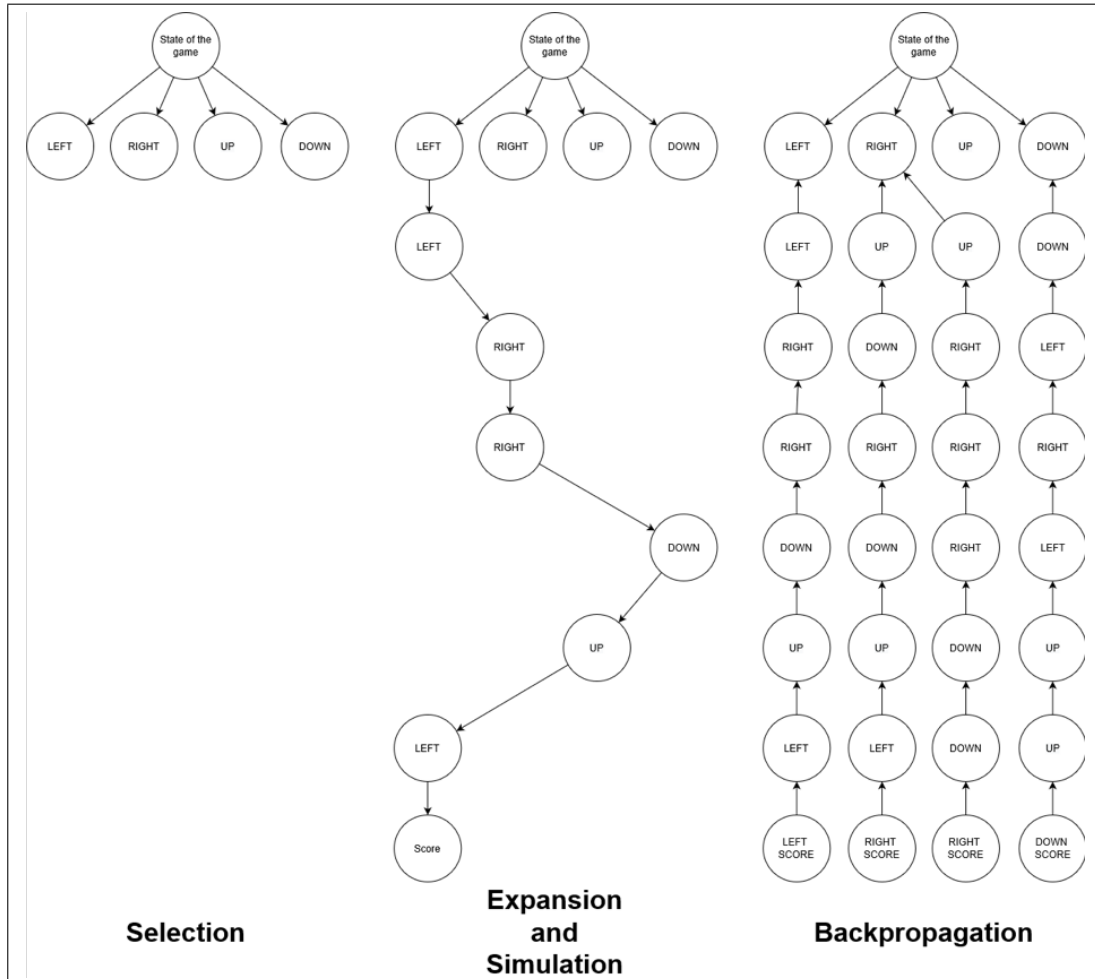 State of the
game
LEFT
RIGHT
UP
DOWN
Selection
State of the
game
LEFT
RIGHT
UP
DOWN
LEFT
RIGHT
RIGHT
DOWN
UP
LEFT
Score
Expansion
and
Simulation
State of the
game
LEFT
RIGHT
UP
DOWN
LEFT
UP
UP
DOWN
RIGHT
DOWN
RIGHT
LEFT
RIGHT
RIGHT
RIGHT
RIGHT
DOWN
DOWN
RIGHT
LEFT
UP
UP
DOWN
UP
LEFT
LEFT
DOWN
UP
LEFT
SCORE
RIGHT
SCORE
RIGHT
SCORE
DOWN
SCORE
Backpropagation